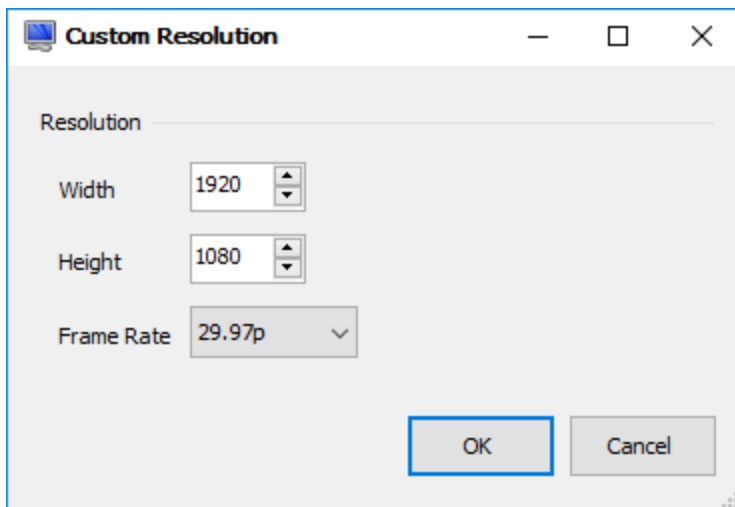 Custom Resolution
Resolution
Width 1920
Height 1080
Frame Rate 29.97p
OK Cancel